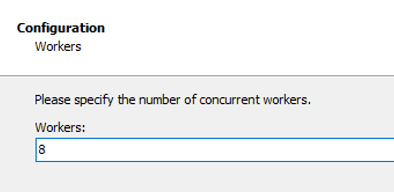 Configuration
Workers
Please specify the number of concurrent workers.
Workers:
8